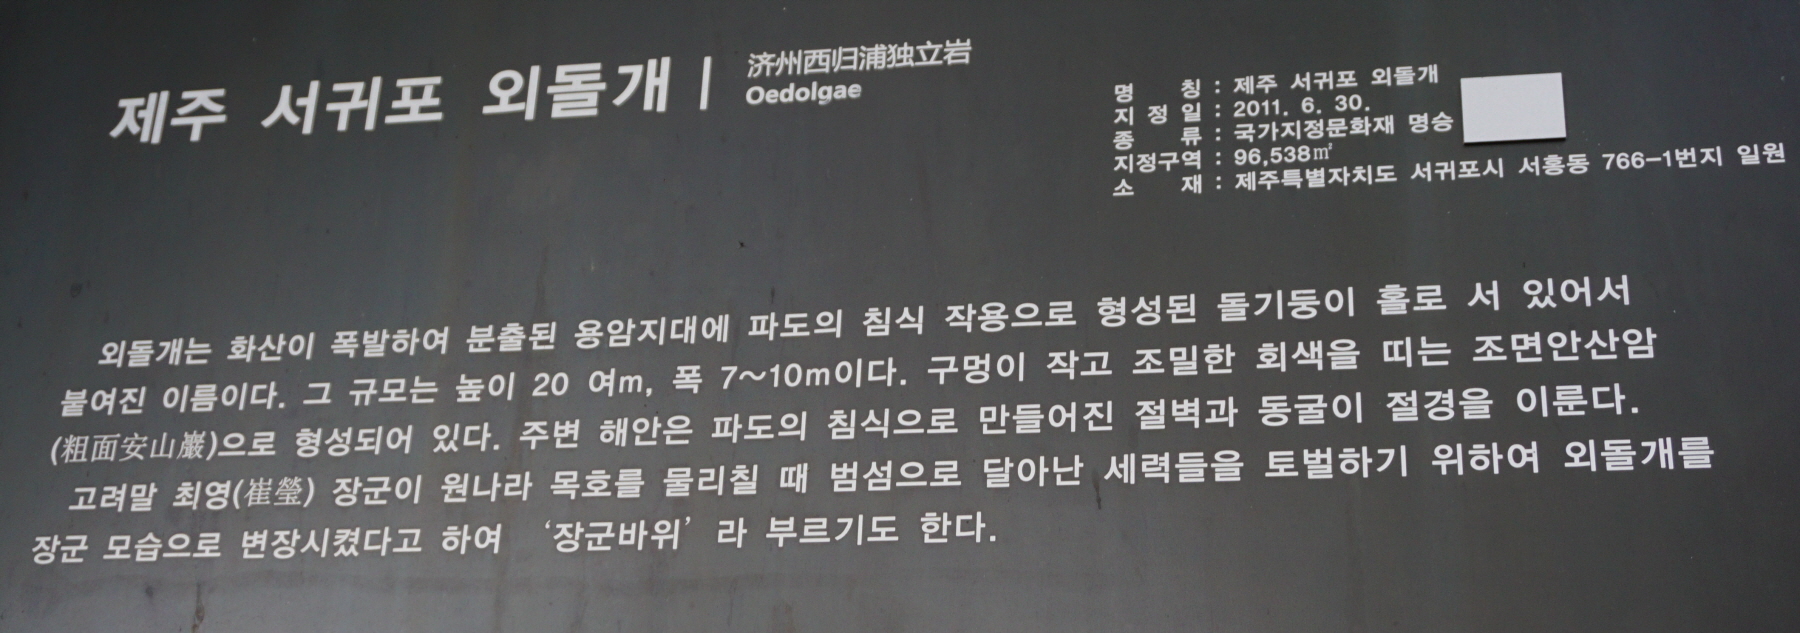 제주 서귀포 외돌개 |
济州西归浦独立岩
Oedolgae
명 칭 : 제주 서귀포 외돌개
지 정 일 : 2011. 6. 30.
종 류 : 국가지정문화재 명승
지정구역 : 96,538㎡
소 재 : 제주특별자치도 서귀포시 서홍동 766-1번지 일원
외돌개는 화산이 폭발하여 분출된 용암지대에 파도의 침식 작용으로 형성된 돌기둥이 홀로 서 있어서
붙여진 이름이다. 그 규모는 높이 20 여m, 폭 7~10m이다. 구멍이 작고 조밀한 회색을 띠는 조면안산암
(粗面安山巖)으로 형성되어 있다. 주변 해안은 파도의 침식으로 만들어진 절벽과 동굴이 절경을 이룬다.
고려말 최영(崔瑩) 장군이 원나라 목호를 물리칠 때 범섬으로 달아난 세력들을 토벌하기 위하여 외돌개를
장군 모습으로 변장시켰다고 하여 ‘장군바위’ 라 부르기도 한다.